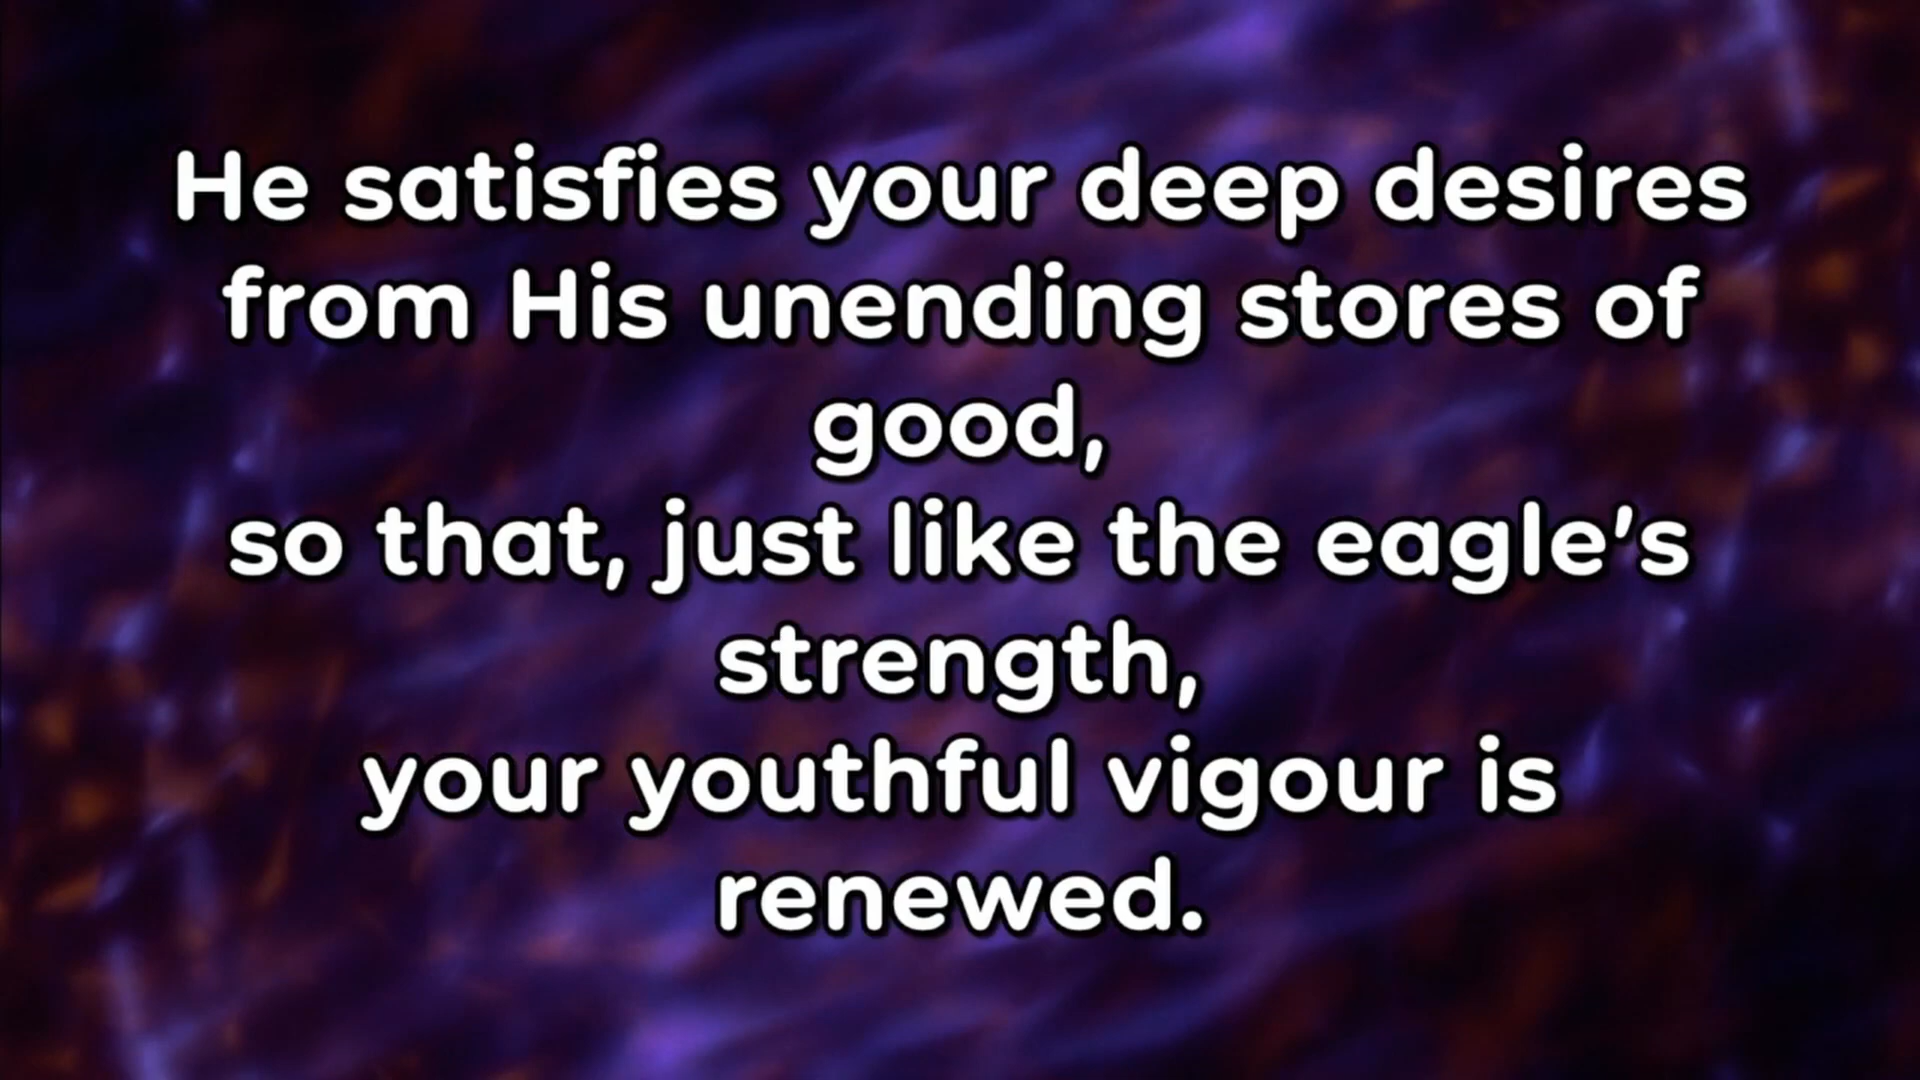 He satisfies your deep desires
from His unending stores of
good,
so that, just like the eagle's
strength,
your youthful vigour is
renewed.